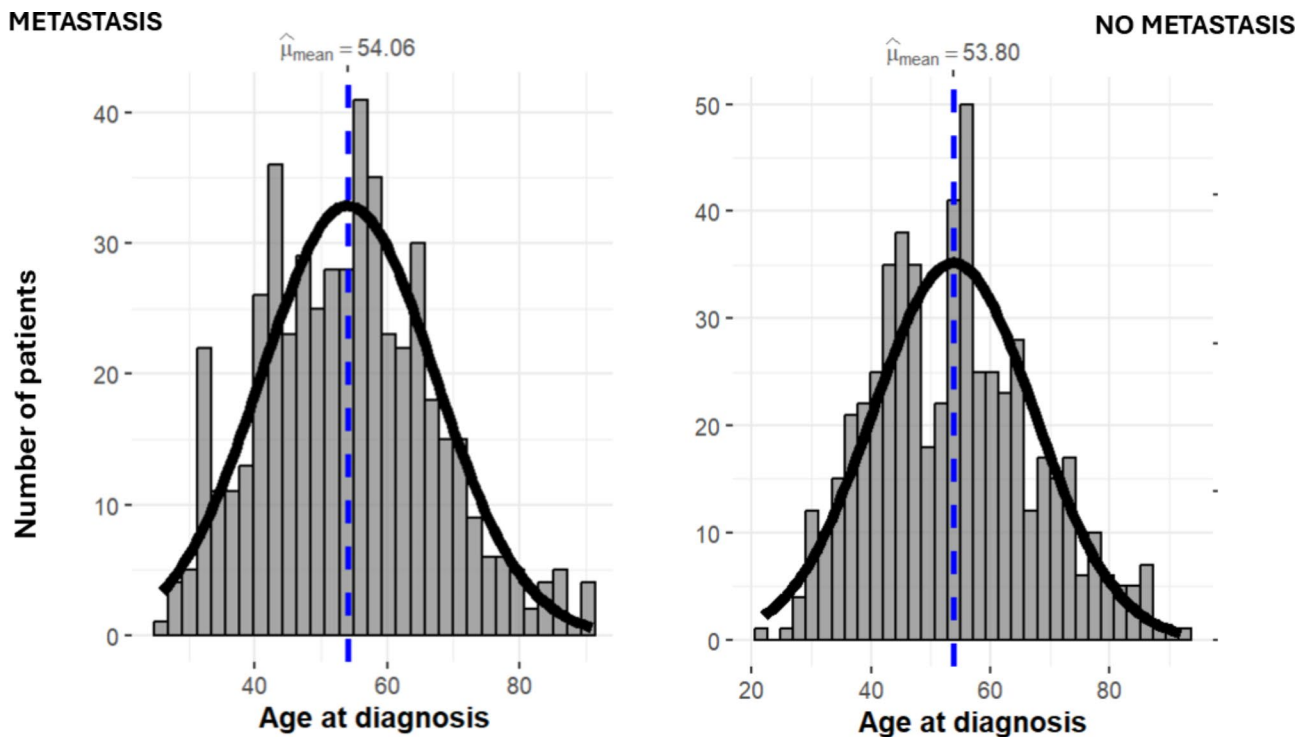 METASTASIS
NO METASTASIS
μ̂mean = 54.06
μ̂mean = 53.80
Number of patients
40
30
20
10
0
40 60 80
Age at diagnosis
50
40
30
20
10
0
20 40 60 80
Age at diagnosis